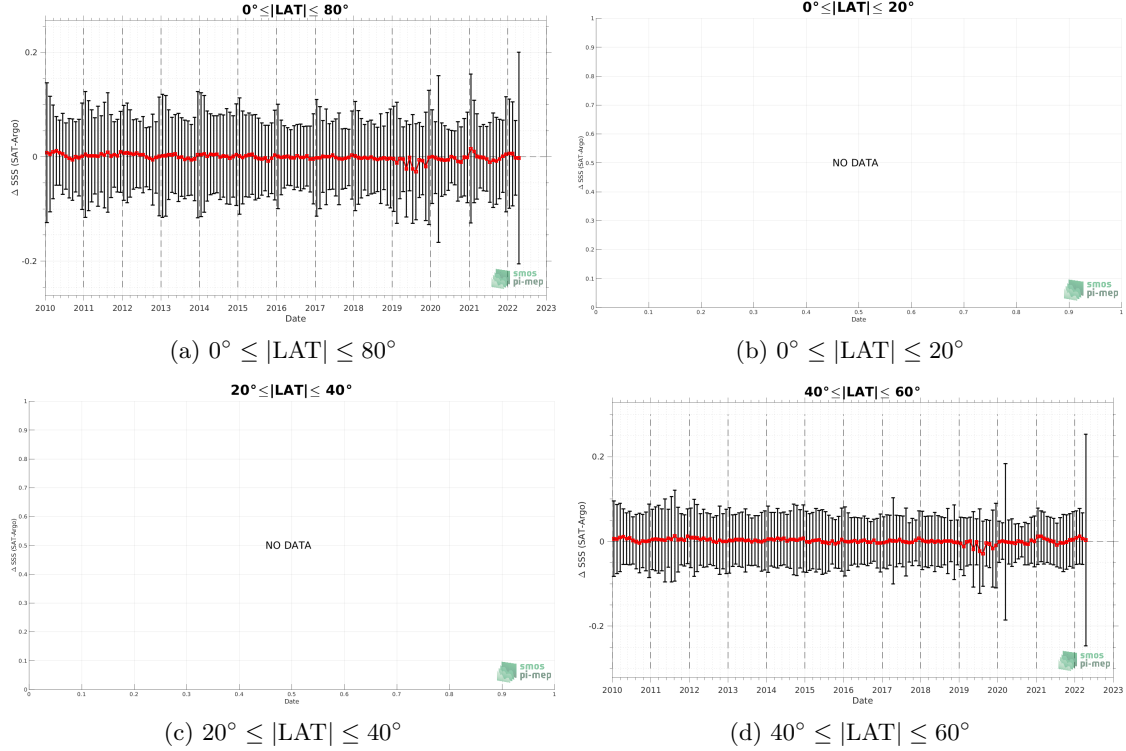 0°≤|LAT|≤ 80°
0.2
0
-0.2
Δ SSS (SAT-Argo)
2010 2011 2012 2013 2014 2015 2016 2017 2018 2019 2020 2021 2022 2023
Date
smos
pi-mep
(a) 0° ≤ |LAT| ≤ 80°
0°≤|LAT|≤ 20°
1
0.9
0.8
0.7
0.6
0.5
0.4
0.3
0.2
0.1
0
Δ SSS (SAT-Argo)
NO DATA
0 0.1 0.2 0.3 0.4 0.5 0.6 0.7 0.8 0.9 1
Date
smos
pi-mep
(b) 0° ≤ |LAT| ≤ 20°
20°≤|LAT|≤ 40°
1
0.9
0.8
0.7
0.6
0.5
0.4
0.3
0.2
0.1
0
Δ SSS (SAT-Argo)
NO DATA
0 0.1 0.2 0.3 0.4 0.5 0.6 0.7 0.8 0.9 1
Date
smos
pi-mep
(c) 20° ≤ |LAT| ≤ 40°
40°≤|LAT|≤ 60°
0.2
0
-0.2
Δ SSS (SAT-Argo)
2010 2011 2012 2013 2014 2015 2016 2017 2018 2019 2020 2021 2022 2023
Date
smos
pi-mep
(d) 40° ≤ |LAT| ≤ 60°